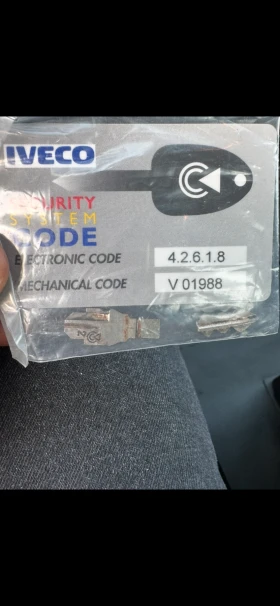 IVECO
SECURITY
SYSTEM
CODE
ELECTRONIC CODE 4.2.6.1.8
MECHANICAL CODE V 01988